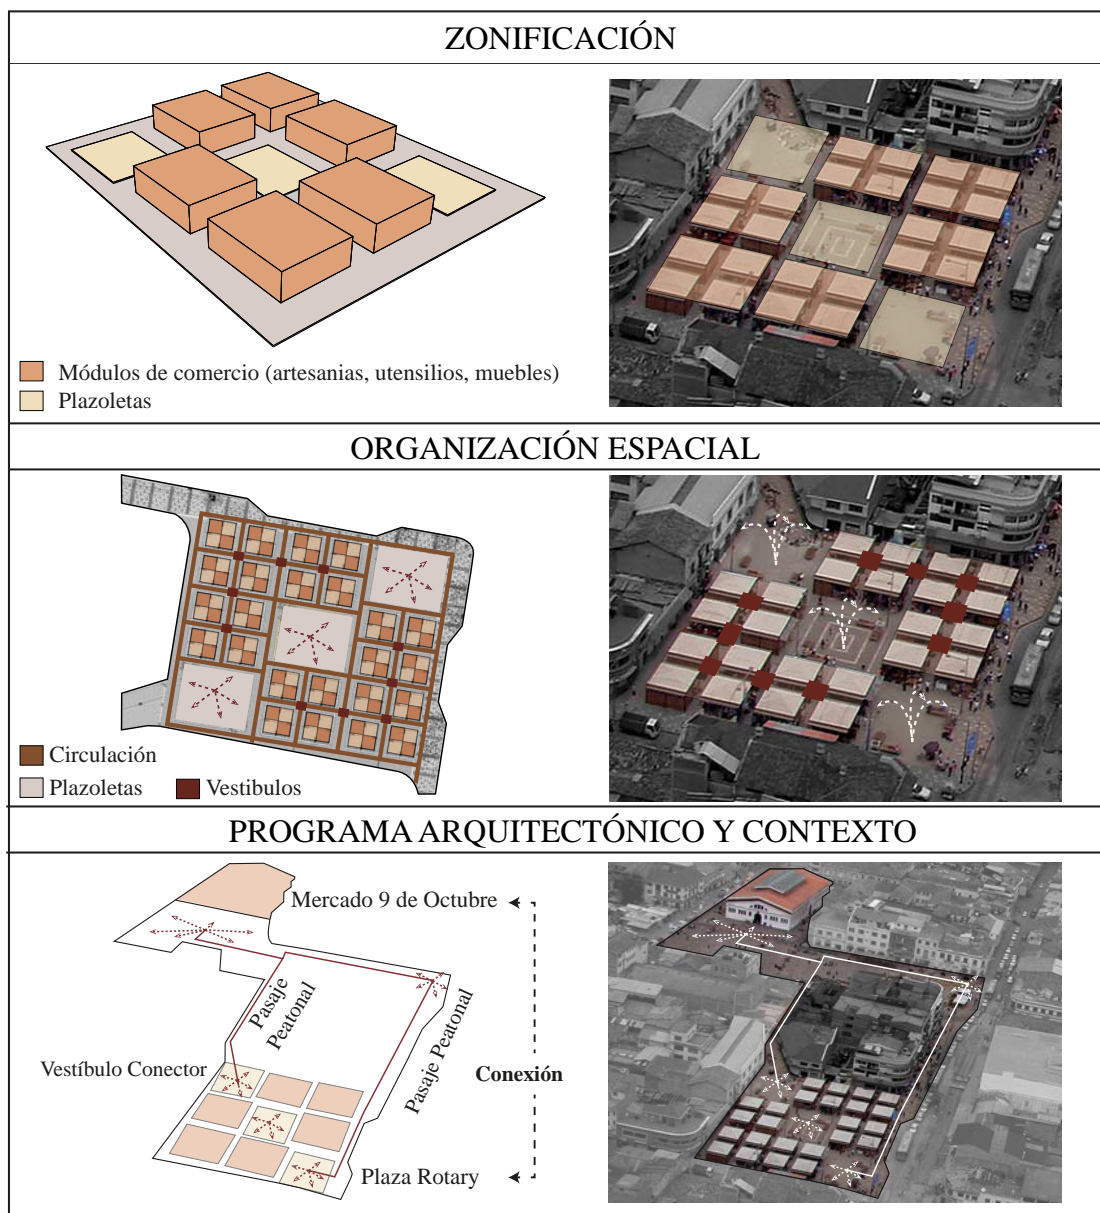 ZONIFICACIÓN
Módulos de comercio (artesanias, utensilios, muebles)
Plazoletas
ORGANIZACIÓN ESPACIAL
Circulación
Plazoletas
Vestibulos
PROGRAMA ARQUITECTÓNICO Y CONTEXTO
Mercado 9 de Octubre
Pasaje
Peatonal
Pasaje Peatonal
Vestíbulo Conector
Conexión
Plaza Rotary